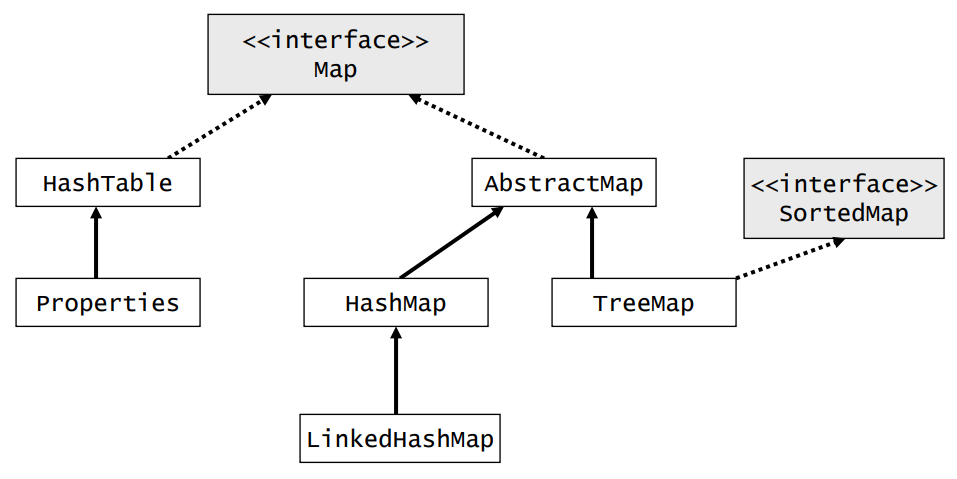 <<interface>>
Map
HashTable
AbstractMap
<<interface>>
SortedMap
Properties
HashMap
TreeMap
LinkedHashMap